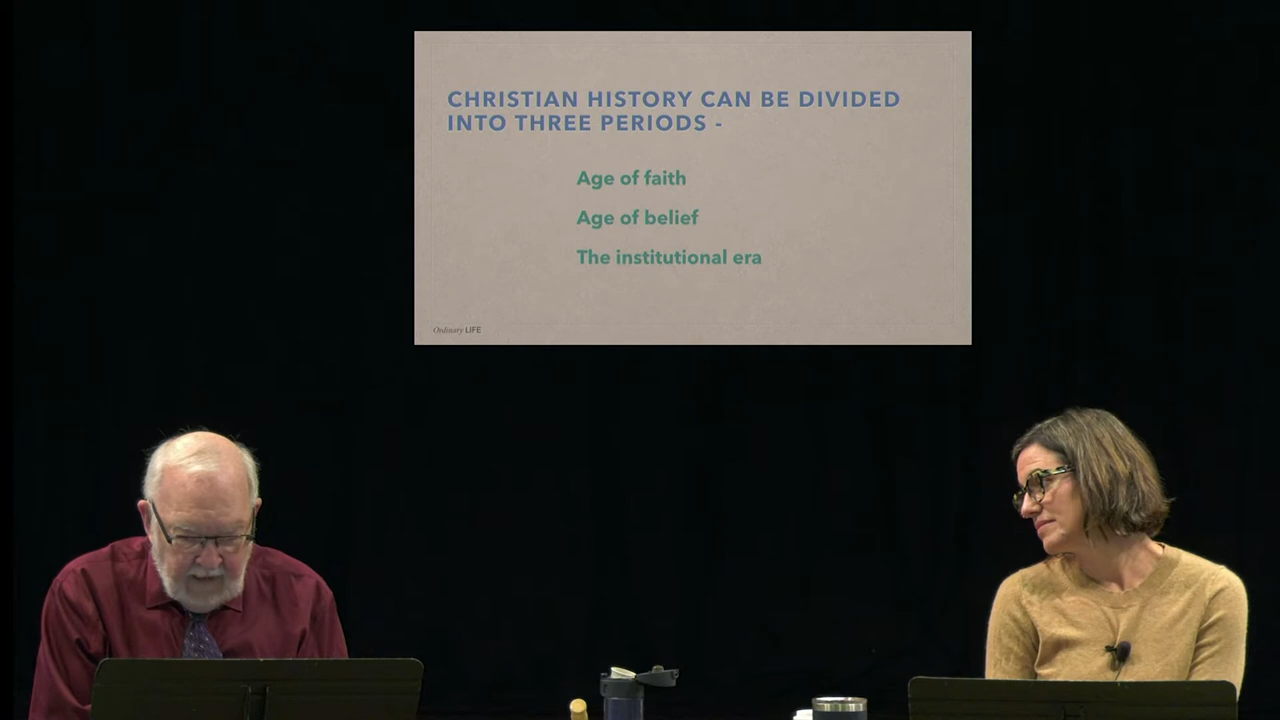 CHRISTIAN HISTORY CAN BE DIVIDED
INTO THREE PERIODS -
Age of faith
Age of belief
The institutional era
Ordinary LIFE